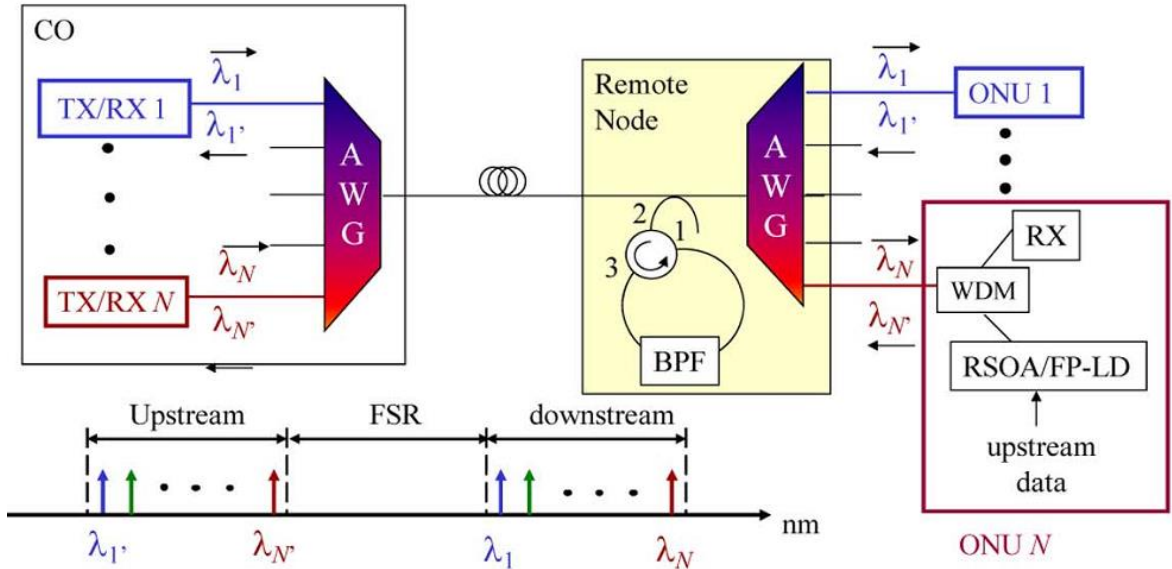 CO
TX/RX 1
λ1
λ1’
A
W
G
λN
λN’
TX/RX N
Remote
Node
2
1
3
BPF
A
W
G
λ1
λ1’
ONU 1
λN
λN’
RX
WDM
RSOA/FP-LD
upstream
data
ONU N
Upstream
FSR
downstream
nm
λ1’
λN’
λ1
λN